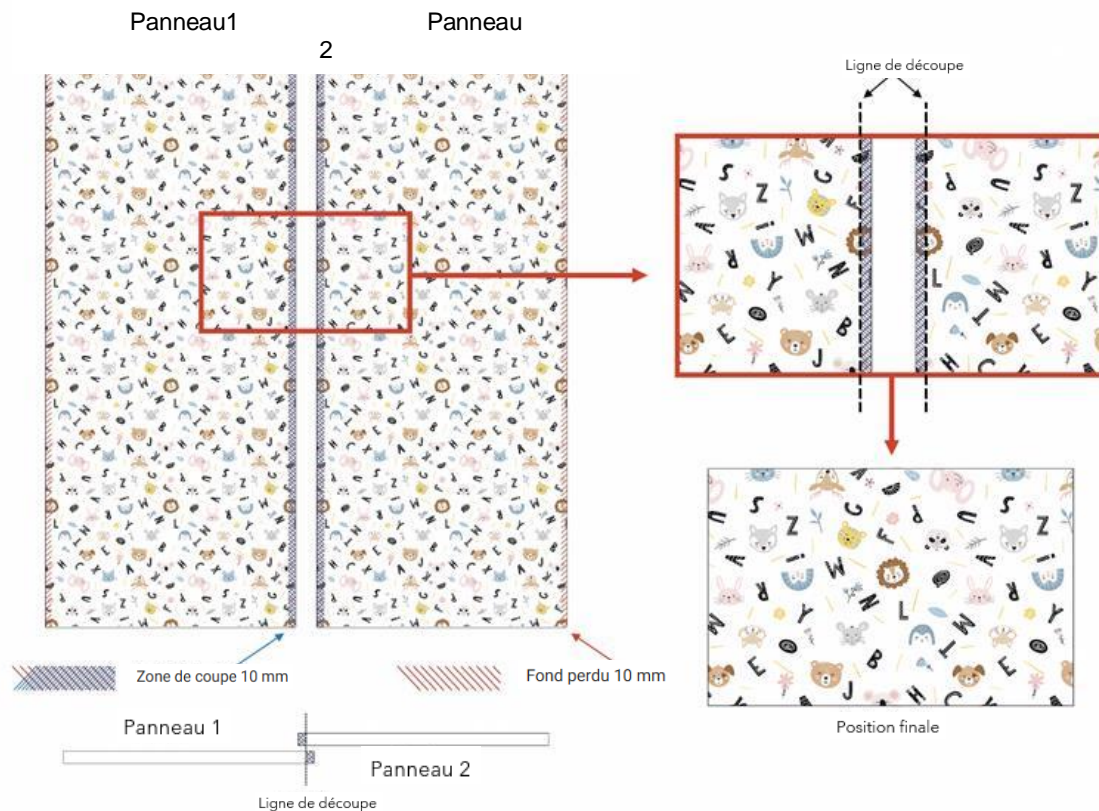 Panneau1 Panneau
2
Ligne de découpe
Zone de coupe 10 mm
Fond perdu 10 mm
Panneau 1
Panneau 2
Ligne de découpe
Position finale